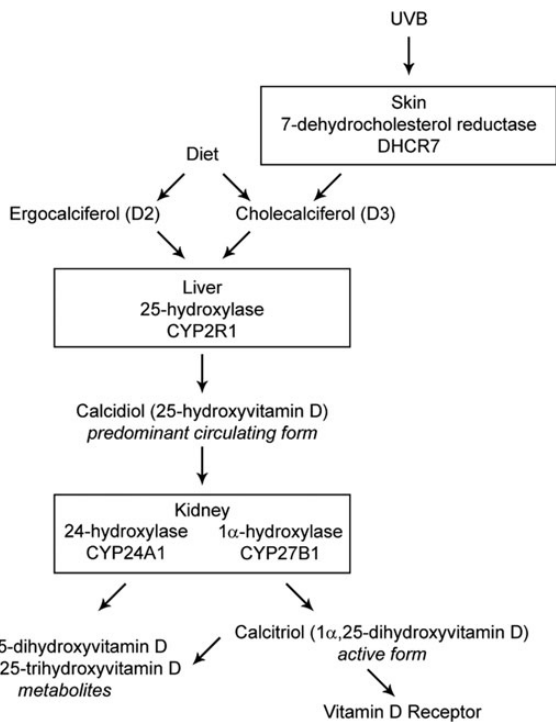 UVB
Skin
7-dehydrocholesterol reductase
DHCR7
Diet
Ergocalciferol (D2)
Cholecalciferol (D3)
Liver
25-hydroxylase
CYP2R1
Calcidiol (25-hydroxyvitamin D)
predominant circulating form
Kidney
24-hydroxylase
CYP24A1
1α-hydroxylase
CYP27B1
5-dihydroxyvitamin D
25-trihydroxyvitamin D
metabolites
Calcitriol (1α,25-dihydroxyvitamin D)
active form
Vitamin D Receptor